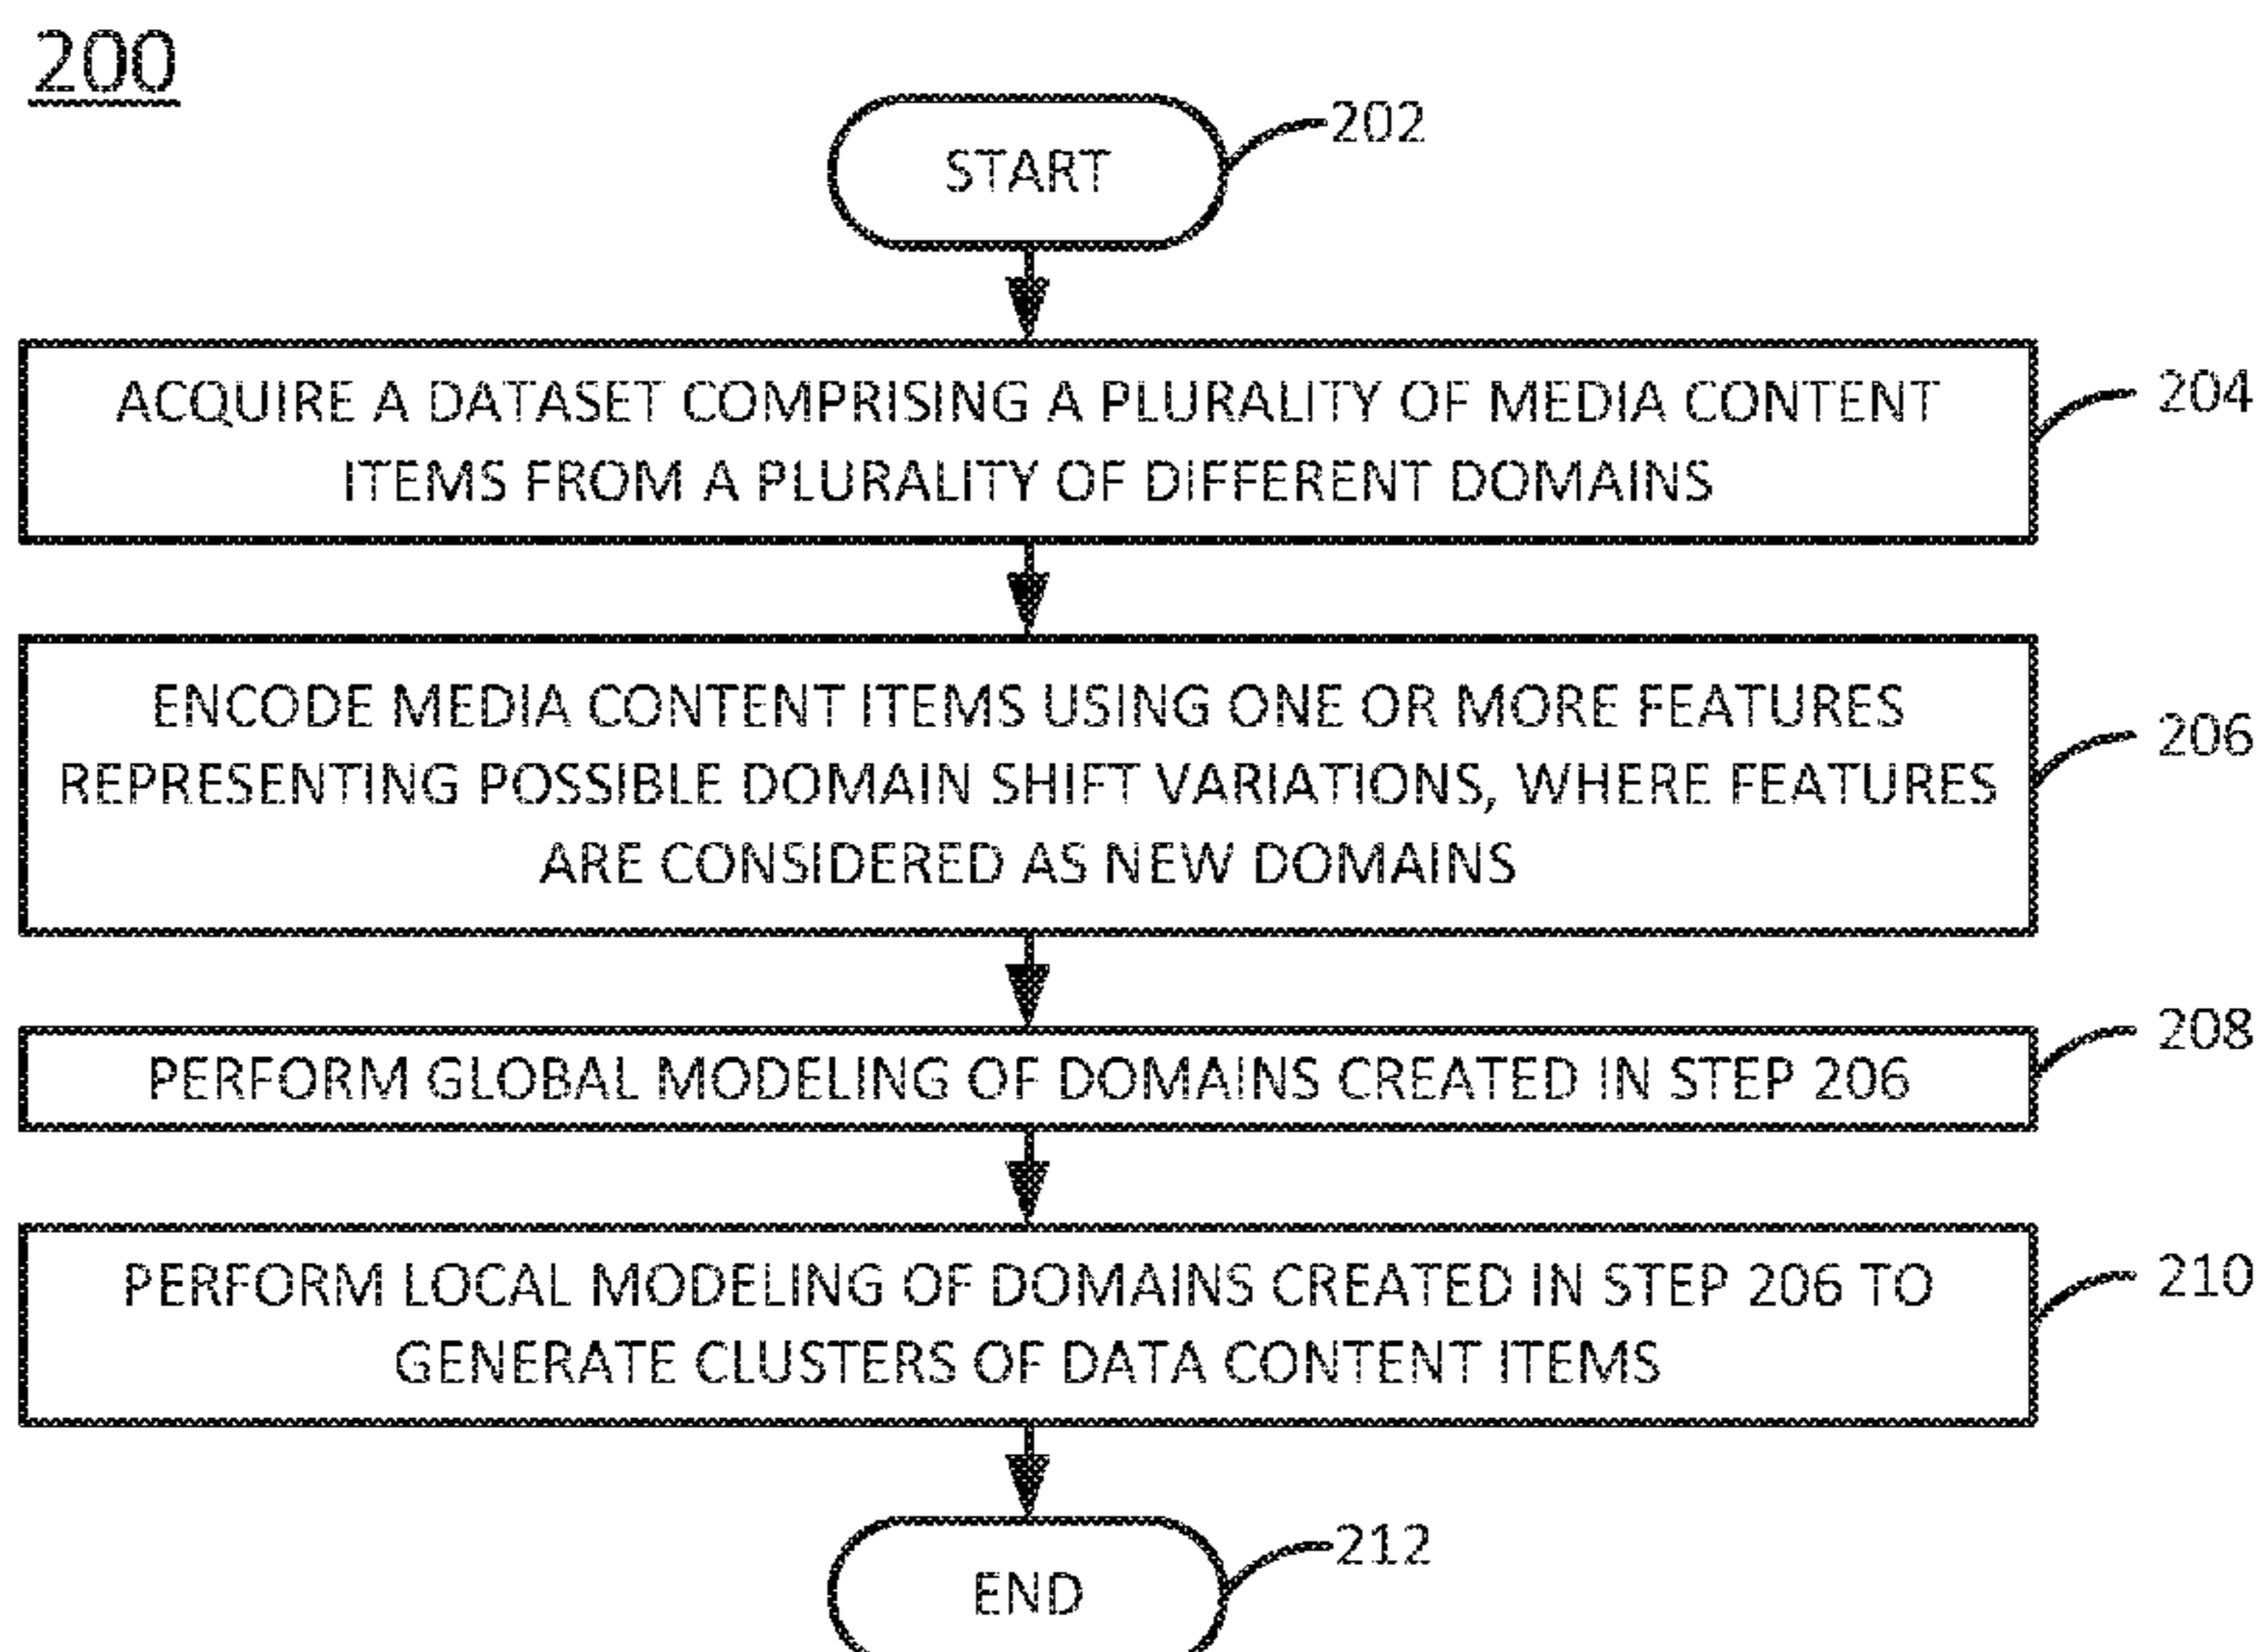 200
START
202
ACQUIRE A DATASET COMPRISING A PLURALITY OF MEDIA CONTENT
ITEMS FROM A PLURALITY OF DIFFERENT DOMAINS
204
ENCODE MEDIA CONTENT ITEMS USING ONE OR MORE FEATURES
REPRESENTING POSSIBLE DOMAIN SHIFT VARIATIONS, WHERE FEATURES
ARE CONSIDERED AS NEW DOMAINS
206
PERFORM GLOBAL MODELING OF DOMAINS CREATED IN STEP 206
208
PERFORM LOCAL MODELING OF DOMAINS CREATED IN STEP 206 TO
GENERATE CLUSTERS OF DATA CONTENT ITEMS
210
END
212